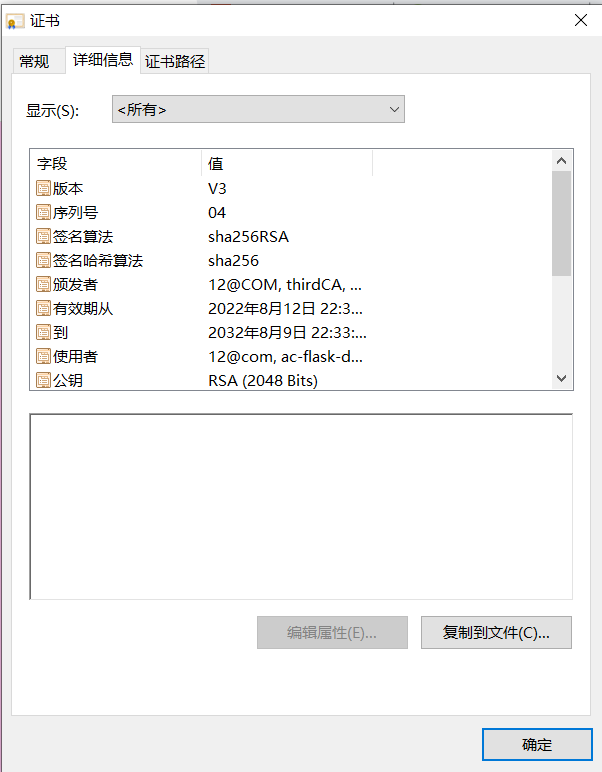 证书
常规 详细信息 证书路径
显示(S): <所有>
字段 值
版本 V3
序列号 04
签名算法 sha256RSA
签名哈希算法 sha256
颁发者 12@COM, thirdCA, ...
有效期从 2022年8月12日 22:3...
到 2032年8月9日 22:33:...
使用者 12@com, ac-flask-d...
公钥 RSA (2048 Bits)
编辑属性(E)... 复制到文件(C)...
确定